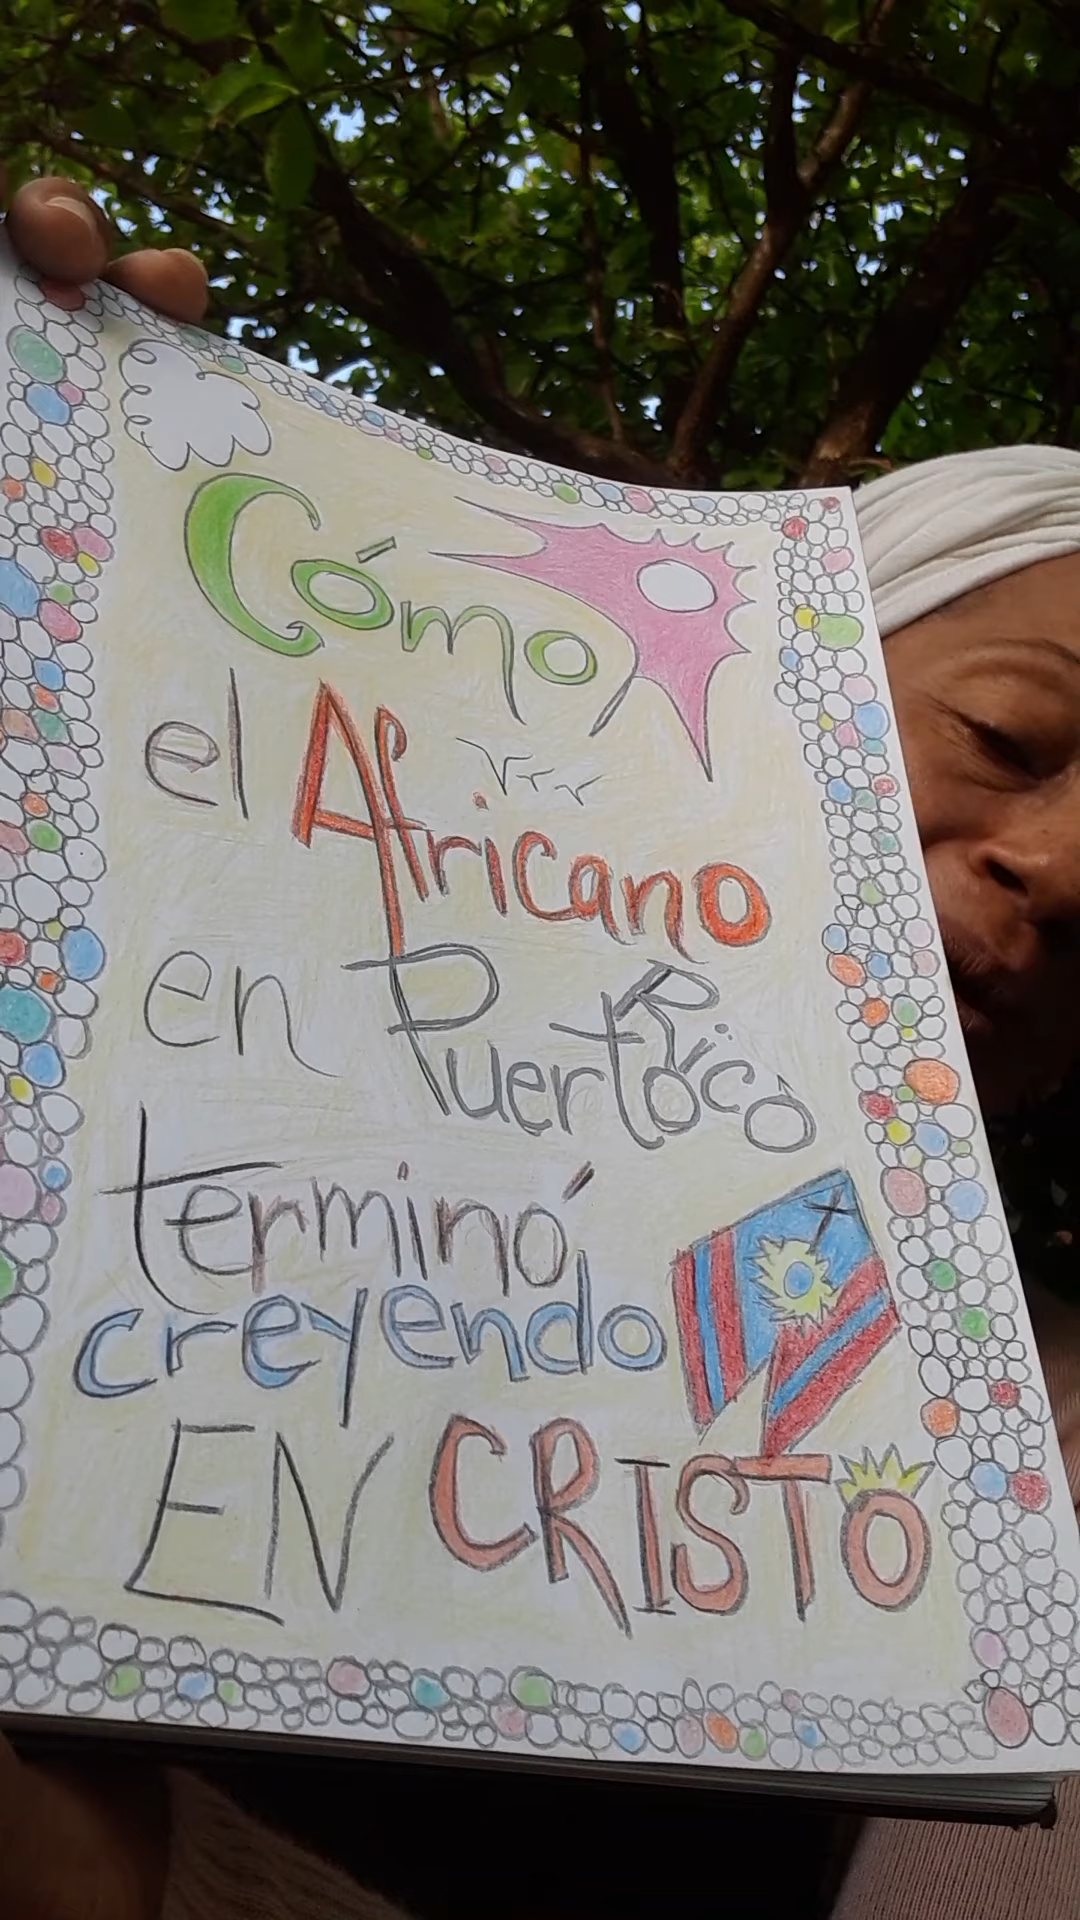 Cómo,
el Africano
en Puerto Rico
terminó,
creyendo
EN CRISTO